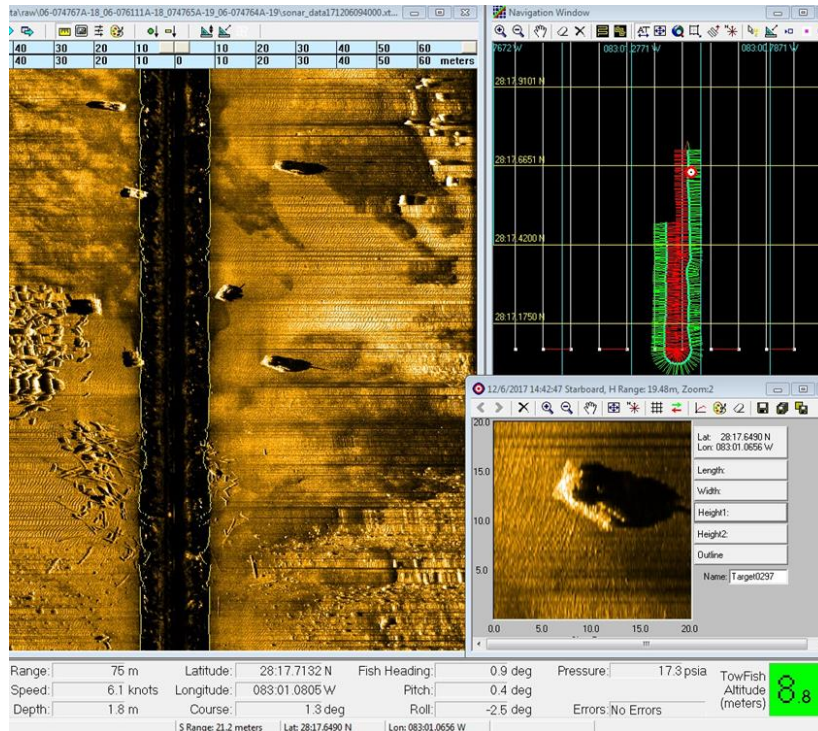 ta\raw\06-074767A-18_06-076111A-18_074765A-19_06-074764A-19\sonar_data171206094000.xt...
40 30 20 10 10 20 30 40 50 60
40 30 20 10 0 10 20 30 40 50 60 meters
Navigation Window
7672 W 083:01.2771 W 083:00.7871 W
28:17.9101 N
28:17.6651 N
28:17.4200 N
28:17.1750 N
12/6/2017 14:42:47 Starboard, H Range: 19.48m, Zoom:2
20.0
15.0
10.0
5.0
0.0 5.0 10.0 15.0 20.0
Lat: 28:17.6490 N
Lon: 083:01.0656 W
Length:
Width:
Height1:
Height2:
Outline
Name: Target0297
Range: 75 m Latitude: 28:17.7132 N Fish Heading: 0.9 deg Pressure: 17.3 psia
Speed: 6.1 knots Longitude: 083:01.0805 W Pitch: 0.4 deg
Depth: 1.8 m Course: 1.3 deg Roll: -2.5 deg Errors: No Errors
TowFish
Altitude
(meters)
8.8
S Range: 21.2 meters Lat: 28:17.6490 N Lon: 083:01.0656 W